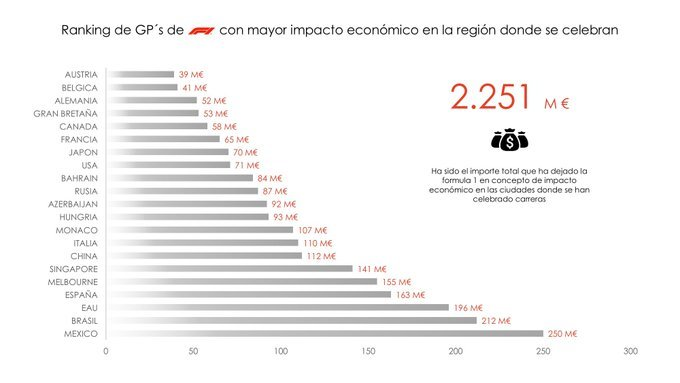 Ranking de GP´s de F1 con mayor impacto económico en la región donde se celebran
AUSTRIA 39 M€
BELGICA 41 M€
ALEMANIA 52 M€
GRAN BRETAÑA 53 M€
CANADA 58 M€
FRANCIA 65 M€
JAPON 70 M€
USA 71 M€
BAHRAIN 84 M€
RUSIA 87 M€
AZERBAIJAN 92 M€
HUNGRIA 93 M€
MONACO 107 M€
ITALIA 110 M€
CHINA 112 M€
SINGAPORE 141 M€
MELBOURNE 155 M€
ESPAÑA 163 M€
EAU 196 M€
BRASIL 212 M€
MEXICO 250 M€
0 50 100 150 200 250 300
2.251 M €
$
Ha sido el importe total que ha dejado la
formula 1 en concepto de impacto
económico en las ciudades donde se han
celebrado carreras